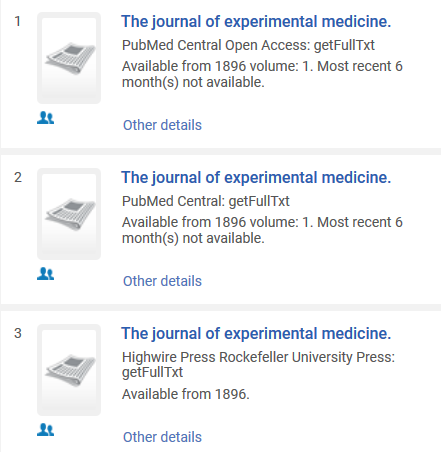 1
The journal of experimental medicine.
PubMed Central Open Access: getFullTxt
Available from 1896 volume: 1. Most recent 6
month(s) not available.
Other details
2
The journal of experimental medicine.
PubMed Central: getFullTxt
Available from 1896 volume: 1. Most recent 6
month(s) not available.
Other details
3
The journal of experimental medicine.
Highwire Press Rockefeller University Press:
getFullTxt
Available from 1896.
Other details